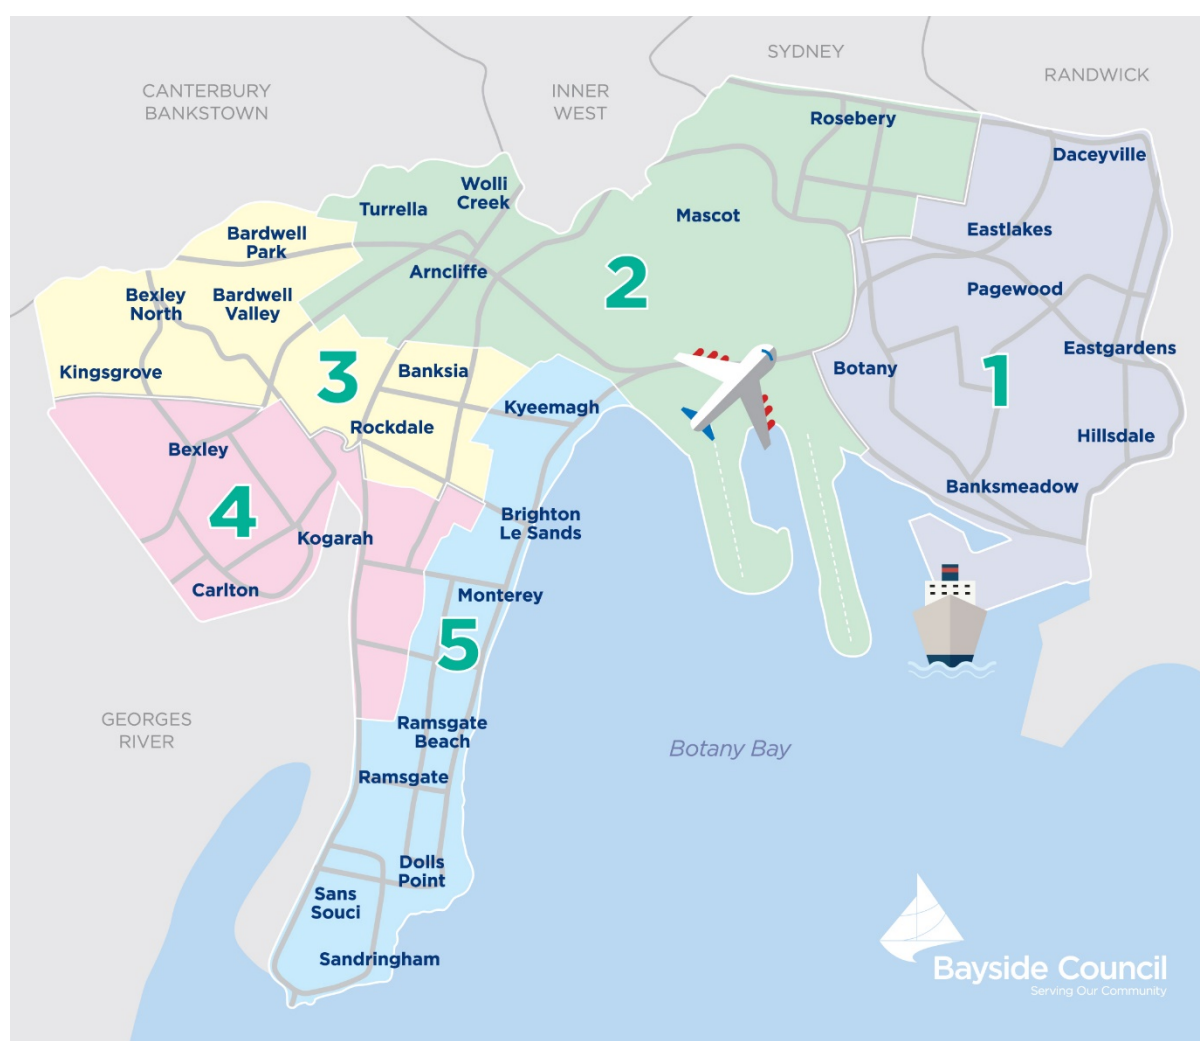 SYDNEY
RANDWICK
CANTERBURY
BANKSTOWN
INNER
WEST
Rosebery
Daceyville
Wolli
Creek
Turrella
Mascot
Eastlakes
Bardwell
Park
Arncliffe
2
Bexley
North
Bardwell
Valley
Pagewood
Eastgardens
Kingsgrove
3
Banksia
Botany
1
Kyeemagh
Rockdale
Hillsdale
Bexley
Banksmeadow
4
Brighton
Le Sands
Kogarah
Carlton
Monterey
5
GEORGES
RIVER
Ramsgate
Beach
Botany Bay
Ramsgate
Dolls
Point
Sans
Souci
Sandringham
Bayside Council
Serving Our Community